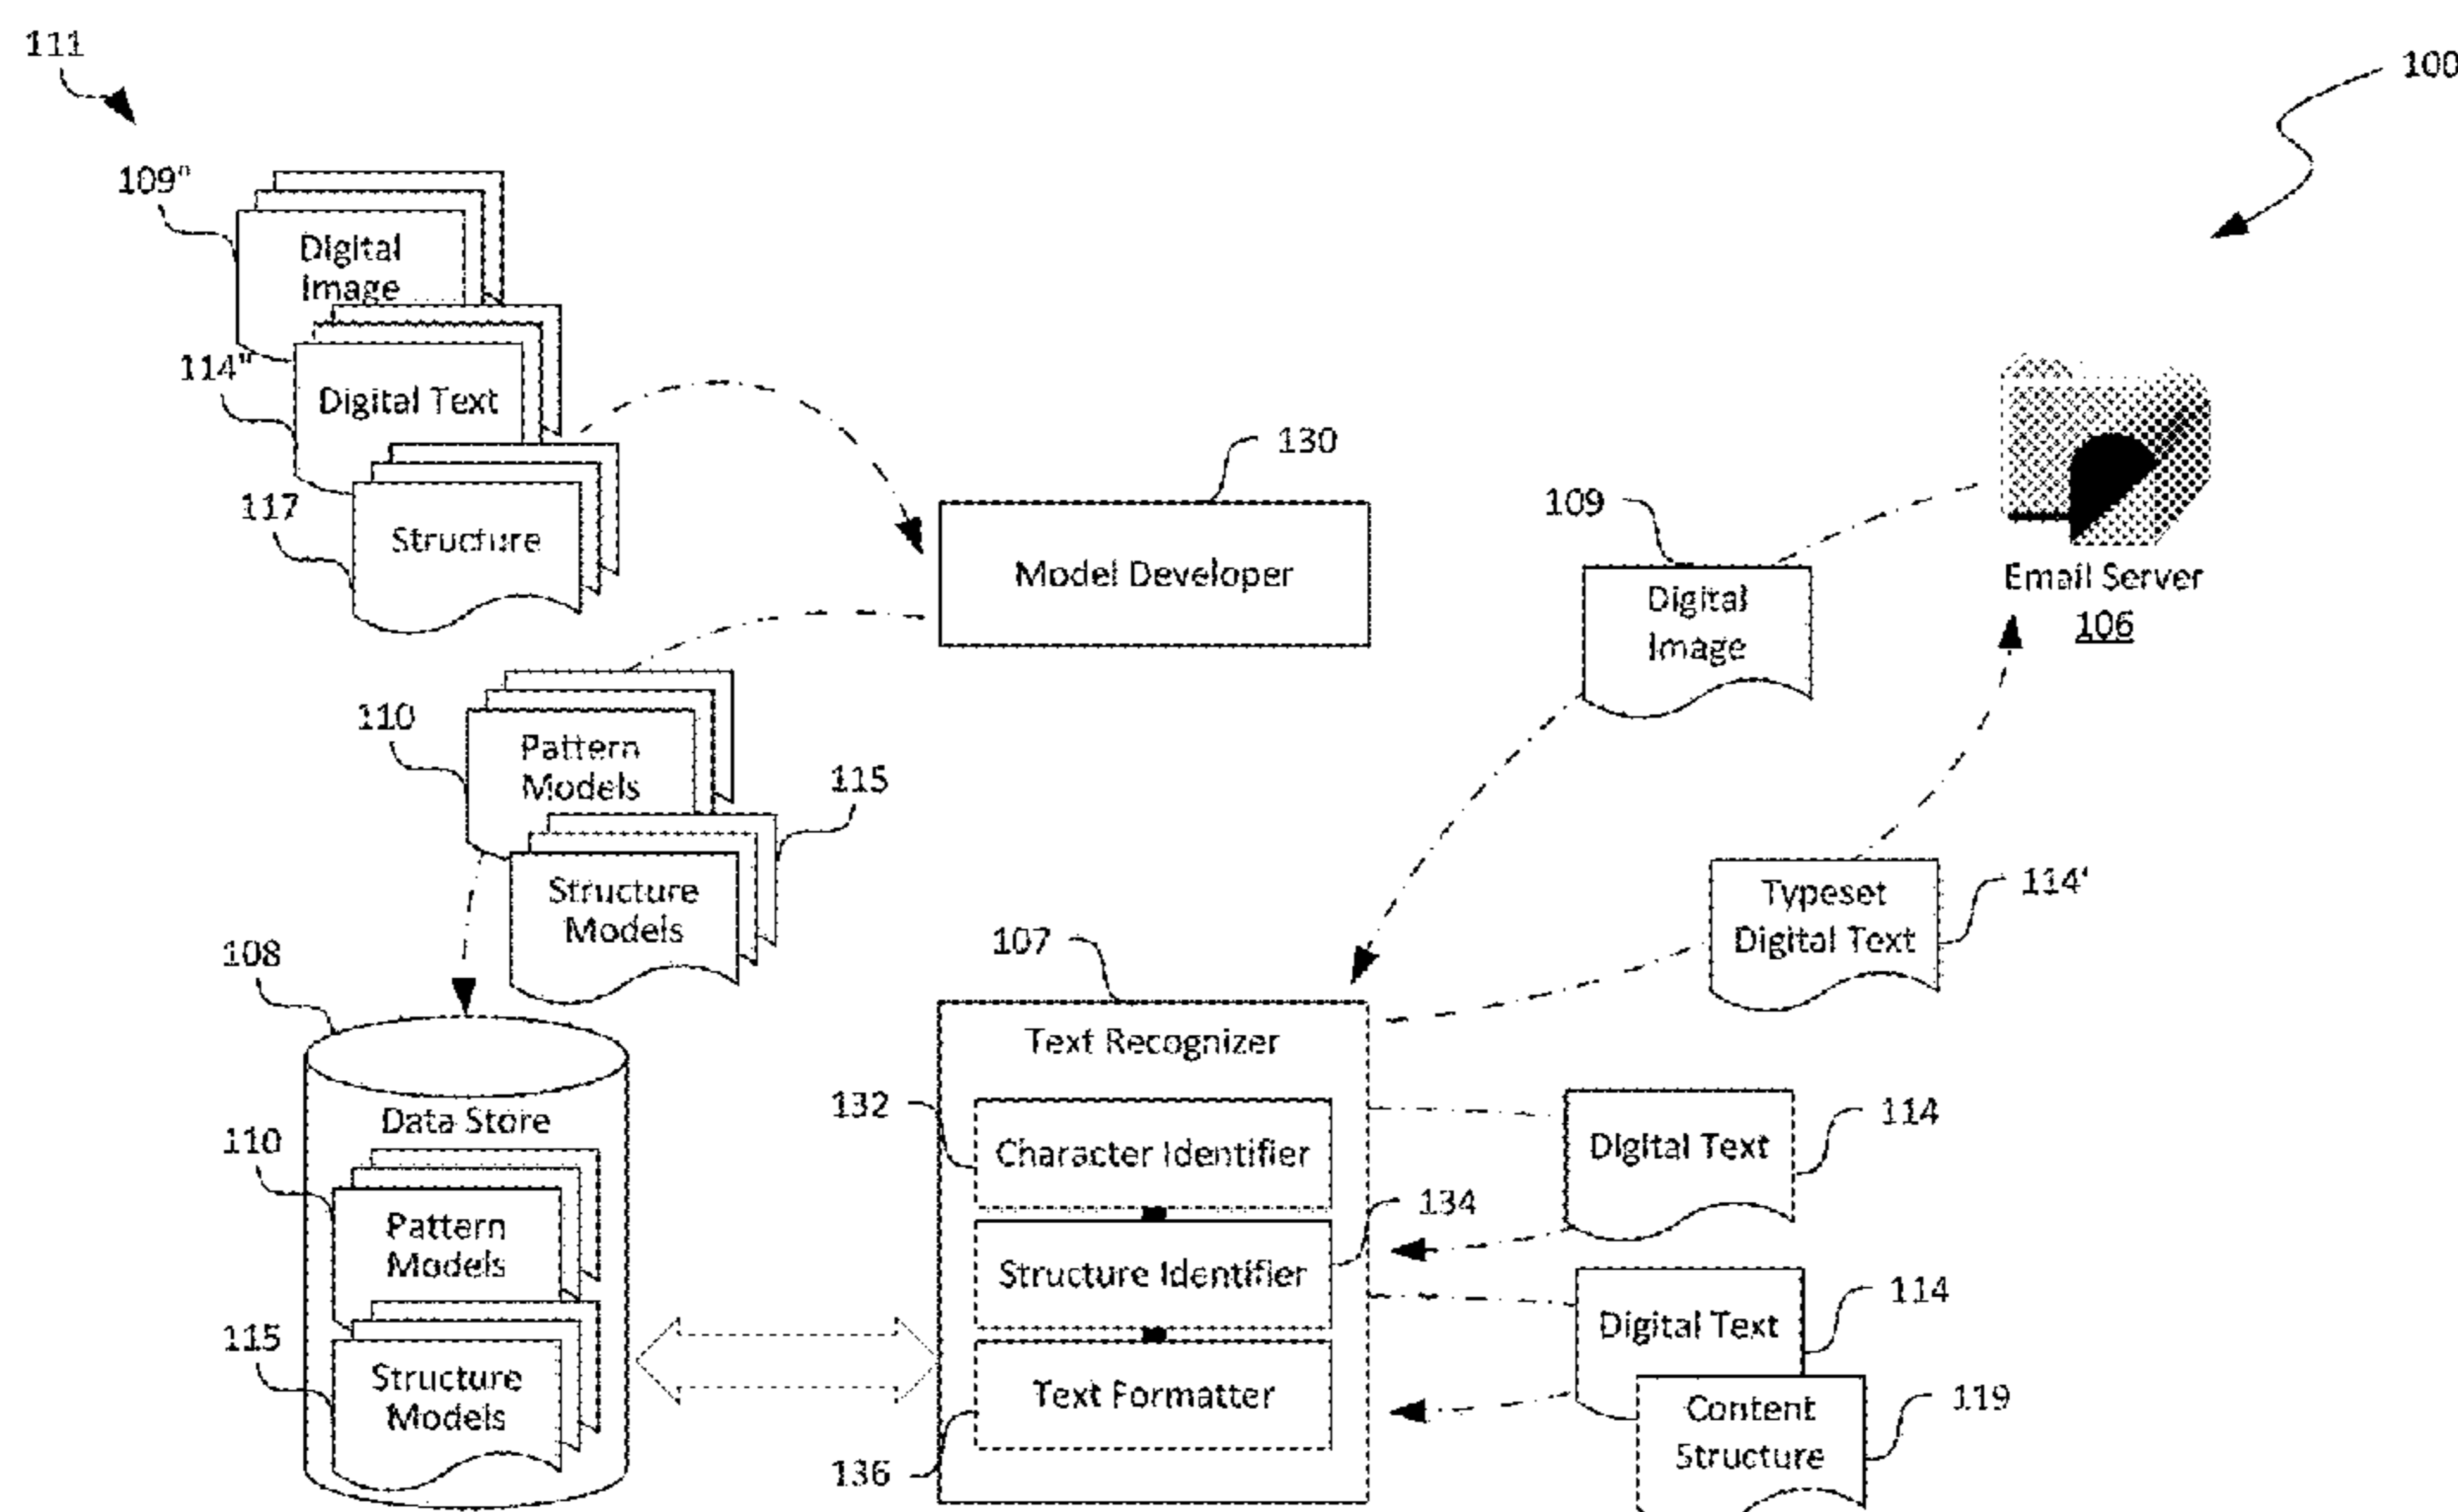 111
100
109"
Digital
Image
114"
Digital Text
117
Structure
130
Model Developer
109
Digital
Image
Email Server
106
110
Pattern
Models
115
Structure
Models
Typeset
Digital Text
114'
108
107
Text Recognizer
Data Store
132
Character Identifier
Digital Text
114
110
Pattern
Models
134
Structure Identifier
Digital Text
114
115
Structure
Models
Text Formatter
136
Content
Structure
119